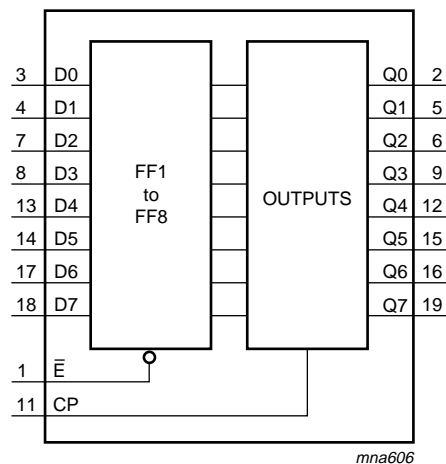 3 D0 Q0 2
4 D1 Q1 5
7 D2 Q2 6
8 D3 FF1 Q3 9
to OUTPUTS
13 D4 FF8 Q4 12
14 D5 Q5 15
17 D6 Q6 16
18 D7 Q7 19
1 E̅
11 CP
mna606